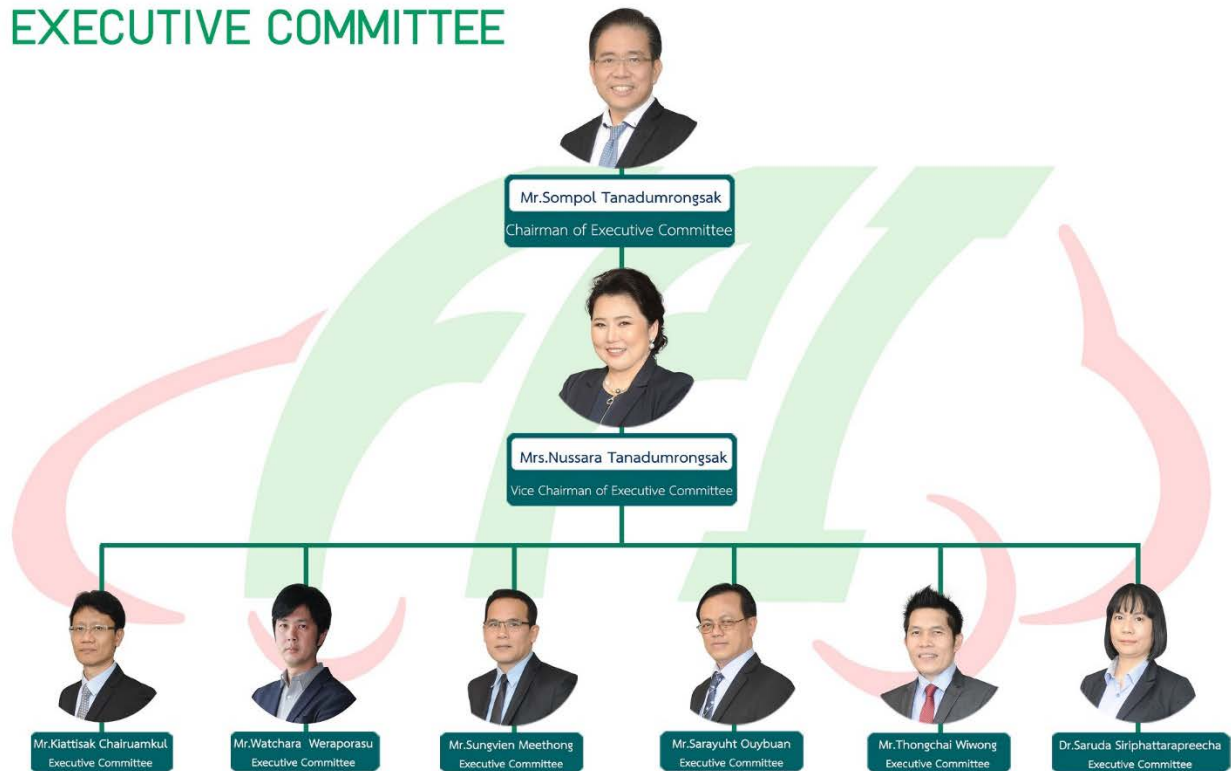 EXECUTIVE COMMITTEE
Mr.Sompol Tanadumrongsak
Chairman of Executive Committee
Mrs.Nussara Tanadumrongsak
Vice Chairman of Executive Committee
FPI
Mr.Kiattisak Chairuamkul
Executive Committee
Mr.Watchara Weraporasu
Executive Committee
Mr.Sungvien Meethong
Executive Committee
Mr.Sarayuht Ouybuan
Executive Committee
Mr.Thongchai Wiwong
Executive Committee
Dr.Saruda Siriphattarapreecha
Executive Committee